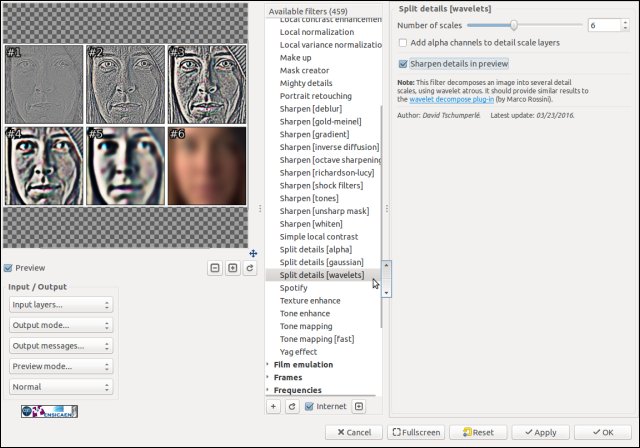 #1
#2
#3
#4
#5
#6
Preview
Input / Output
Input layers...
Output mode...
Output messages...
Preview mode...
Normal
ENSICAEN
Available filters (459)
Local contrast enhancemen
Local normalization
Local variance normalizatio
Make up
Mask creator
Mighty details
Portrait retouching
Sharpen [deblur]
Sharpen [gold-meinel]
Sharpen [gradient]
Sharpen [inverse diffusion]
Sharpen [octave sharpening
Sharpen [richardson-lucy]
Sharpen [shock filters]
Sharpen [tones]
Sharpen [unsharp mask]
Sharpen [whiten]
Simple local contrast
Split details [alpha]
Split details [gaussian]
Split details [wavelets]
Spotify
Texture enhance
Tone enhance
Tone mapping
Tone mapping [fast]
Yag effect
Film emulation
Frames
Frequencies
Internet
Split details [wavelets]
Number of scales
6
Add alpha channels to detail scale layers
Sharpen details in preview
Note: This filter decomposes an image into several detail
scales, using wavelet atrous. It should provide similar results to
the wavelet decompose plug-in (by Marco Rossini).
Author: David Tschumperlé. Latest update: 03/23/2016.
Cancel
Fullscreen
Reset
Apply
OK